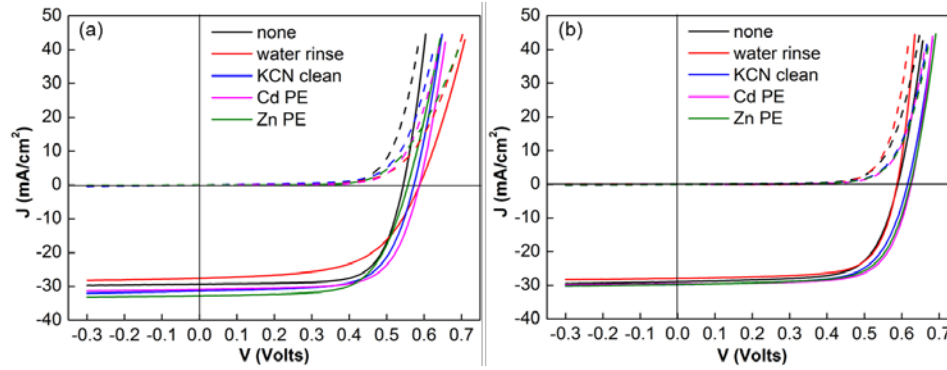 (a)
none
water rinse
KCN clean
Cd PE
Zn PE
50
40
30
20
10
0
-10
-20
-30
-40
J (mA/cm²)
-0.3 -0.2 -0.1 0.0 0.1 0.2 0.3 0.4 0.5 0.6 0.7
V (Volts)
(b)
none
water rinse
KCN clean
Cd PE
Zn PE
50
40
30
20
10
0
-10
-20
-30
-40
J (mA/cm²)
-0.3 -0.2 -0.1 0.0 0.1 0.2 0.3 0.4 0.5 0.6 0.7
V (Volts)